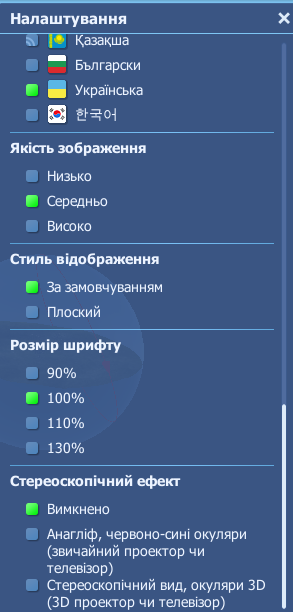 Налаштування
Қазақша
Български
Українська
한국어
Якість зображення
Низько
Середньо
Високо
Стиль відображення
За замовчуванням
Плоский
Розмір шрифту
90%
100%
110%
130%
Стереоскопічний ефект
Вимкнено
Анагліф, червоно-сині окуляри
(звичайний проектор чи
телевізор)
Стереоскопічний вид, окуляри 3D
(3D проектор чи телевізор)